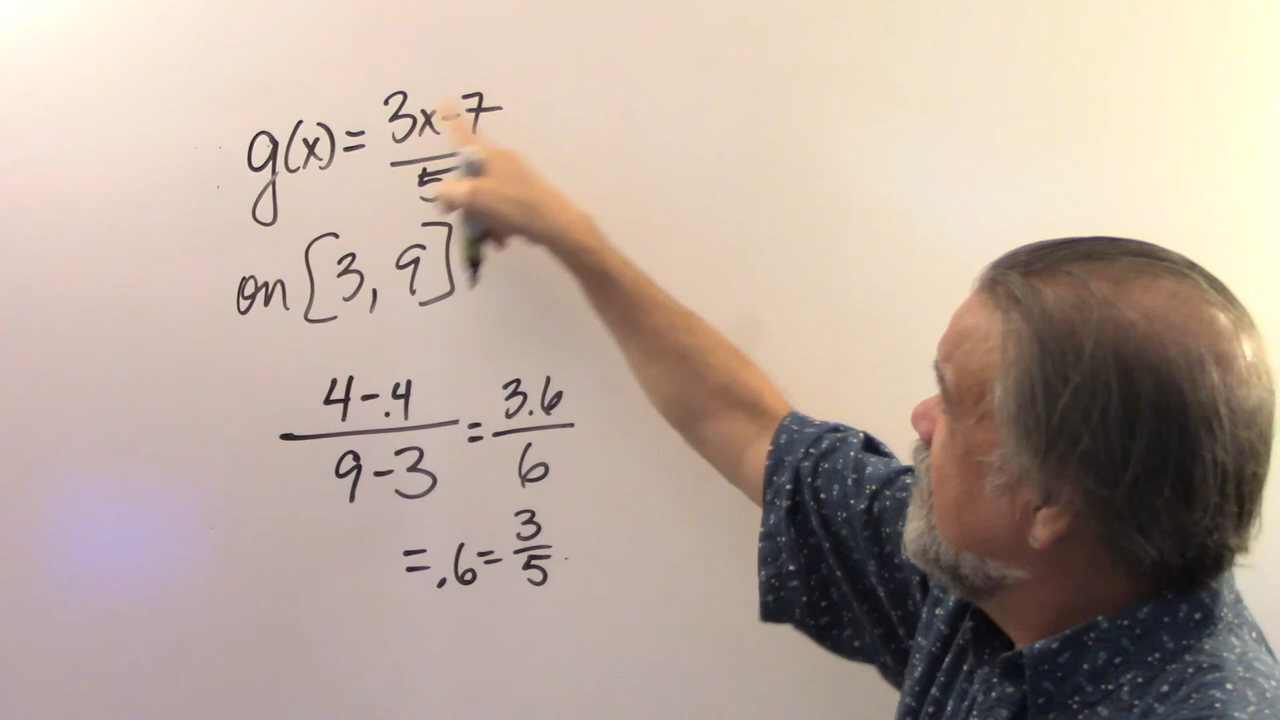 g(x) = 3x-7
5
on [3, 9]
4-.4 = 3.6
9-3 6
= .6 = 3
5